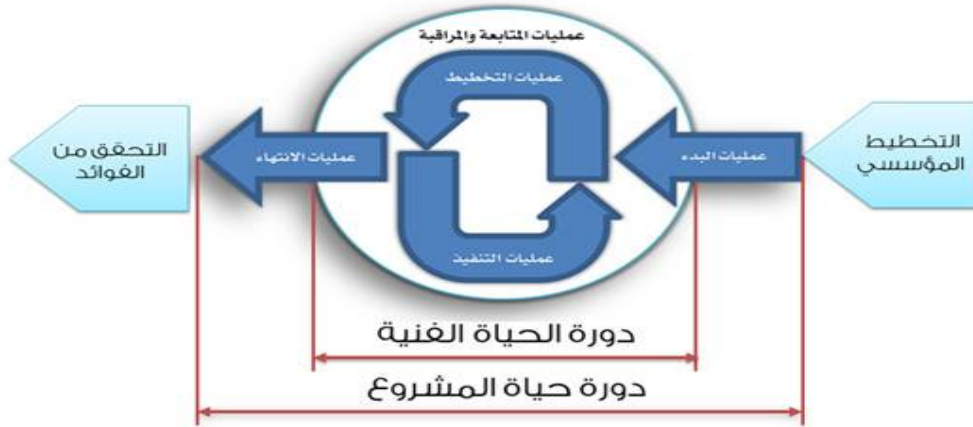 عمليات المتابعة والمراقبة
عمليات التخطيط
التخطيط
المؤسسي
عمليات البدء
عمليات الانتهاء
التحقق من
الفوائد
عمليات التنفيذ
دورة الحياة الفنية
دورة حياة المشروع